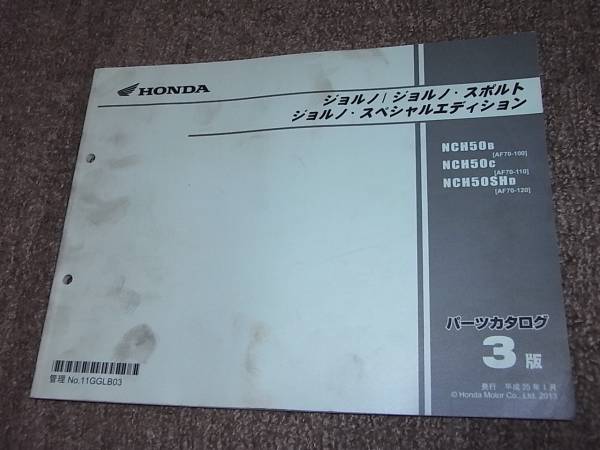 HONDA
ジョルノ/ジョルノ・スポルト
ジョルノ・スペシャルエディション
NCH50B
[AF70-100]
NCH50C
[AF70-110]
NCH50SHD
[AF70-120]
パーツカタログ
3版
発行 平成25年1月
© Honda Motor Co., Ltd. 2013
管理 No.11GGLB03